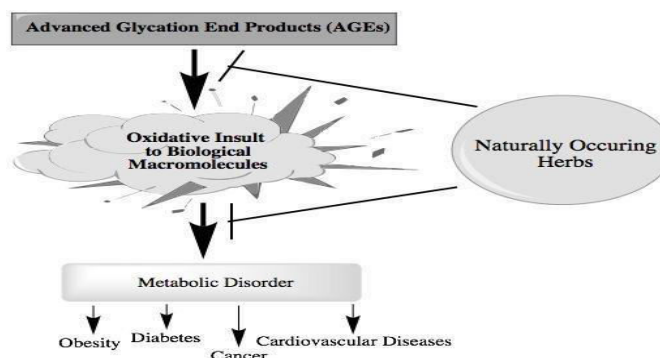 Advanced Glycation End Products (AGEs)
Oxidative Insult
to Biological
Macromolecules
Naturally Occuring
Herbs
Metabolic Disorder
Obesity
Diabetes
Cancer
Cardiovascular Diseases